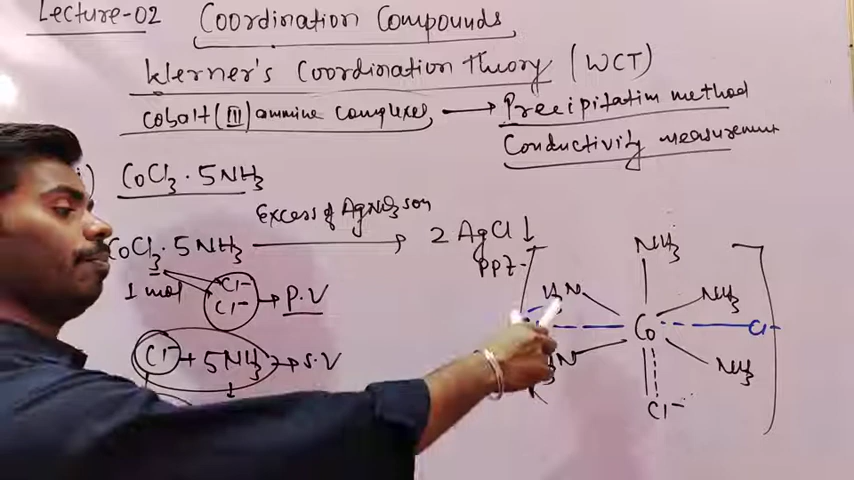 Lecture-02
Coordination Compounds
Werner's Coordination Theory (WCT)
Cobalt (III) ammine complexes → Precipitation method
Conductivity measurement
i) CoCl3 · 5NH3
CoCl3 · 5NH3 Excess of AgNO3 soln → 2 AgCl ↓
ppt
1 mol
Cl-
Cl- → P.V
Cl- + 5NH3 → S.V
NH3
H3N NH3
Co Cl
NH3
Cl-